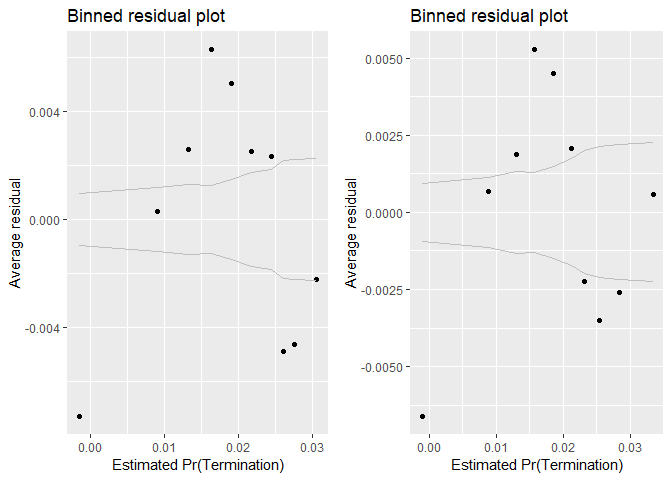 Binned residual plot
0.004
0.000
-0.004
Average residual
0.00
0.01
0.02
0.03
Estimated Pr(Termination)
Binned residual plot
0.0050
0.0025
0.0000
-0.0025
-0.0050
Average residual
0.00
0.01
0.02
0.03
Estimated Pr(Termination)